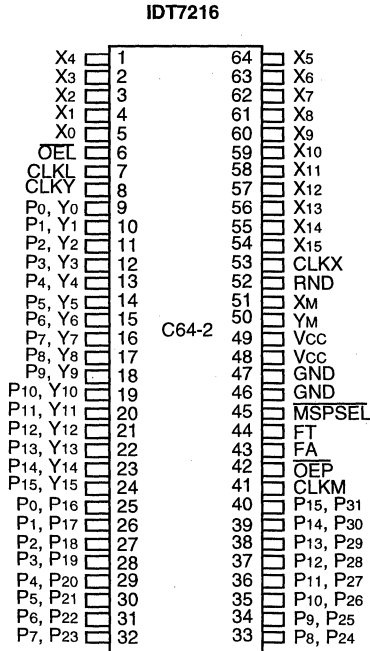 IDT7216
X4 1 64 X5
X3 2 63 X6
X2 3 62 X7
X1 4 61 X8
X0 5 60 X9
OEL 6 59 X10
CLKL 7 58 X11
CLKY 8 57 X12
P0, Y0 9 56 X13
P1, Y1 10 55 X14
P2, Y2 11 54 X15
P3, Y3 12 53 CLKX
P4, Y4 13 52 RND
P5, Y5 14 51 XM
P6, Y6 15 50 YM
P7, Y7 16 C64-2 49 VCC
P8, Y8 17 48 VCC
P9, Y9 18 47 GND
P10, Y10 19 46 GND
P11, Y11 20 45 MSPSEL
P12, Y12 21 44 FT
P13, Y13 22 43 FA
P14, Y14 23 42 OEP
P15, Y15 24 41 CLKM
P0, P16 25 40 P15, P31
P1, P17 26 39 P14, P30
P2, P18 27 38 P13, P29
P3, P19 28 37 P12, P28
P4, P20 29 36 P11, P27
P5, P21 30 35 P10, P26
P6, P22 31 34 P9, P25
P7, P23 32 33 P8, P24